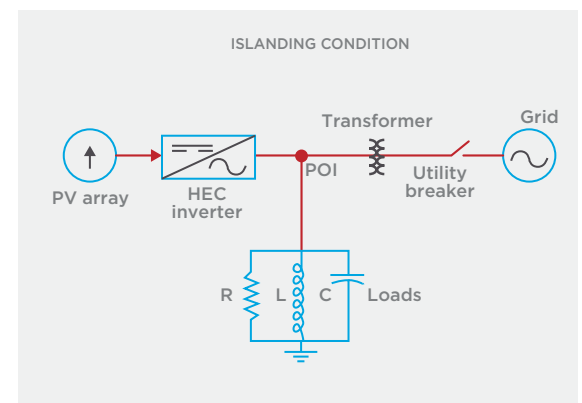 ISLANDING CONDITION
Transformer
Grid
POI
Utility
breaker
PV array
HEC
inverter
R
L
C
Loads